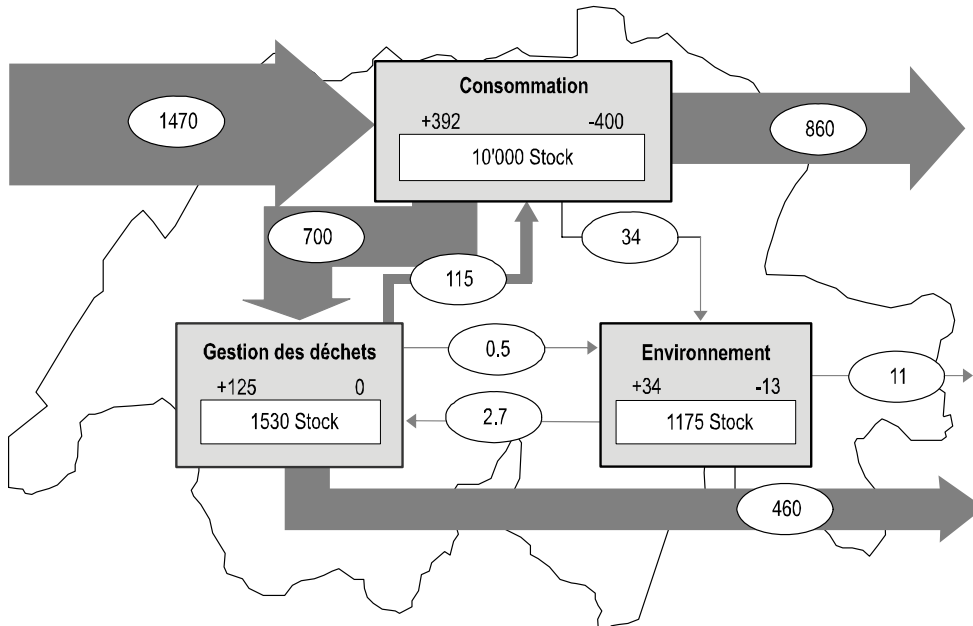 Consommation
+392 -400
10'000 Stock
1470
860
700
34
115
Gestion des déchets
+125 0
1530 Stock
0.5
2.7
Environnement
+34 -13
1175 Stock
11
460